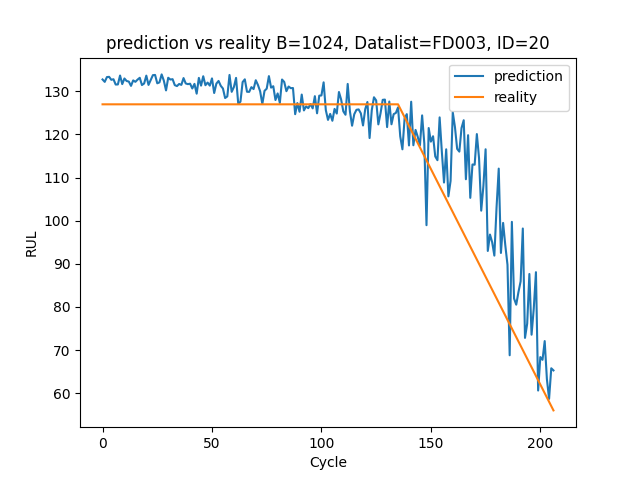 prediction vs reality B=1024, Datalist=FD003, ID=20
prediction
reality
RUL
130
120
110
100
90
80
70
60
0
50
100
150
200
Cycle